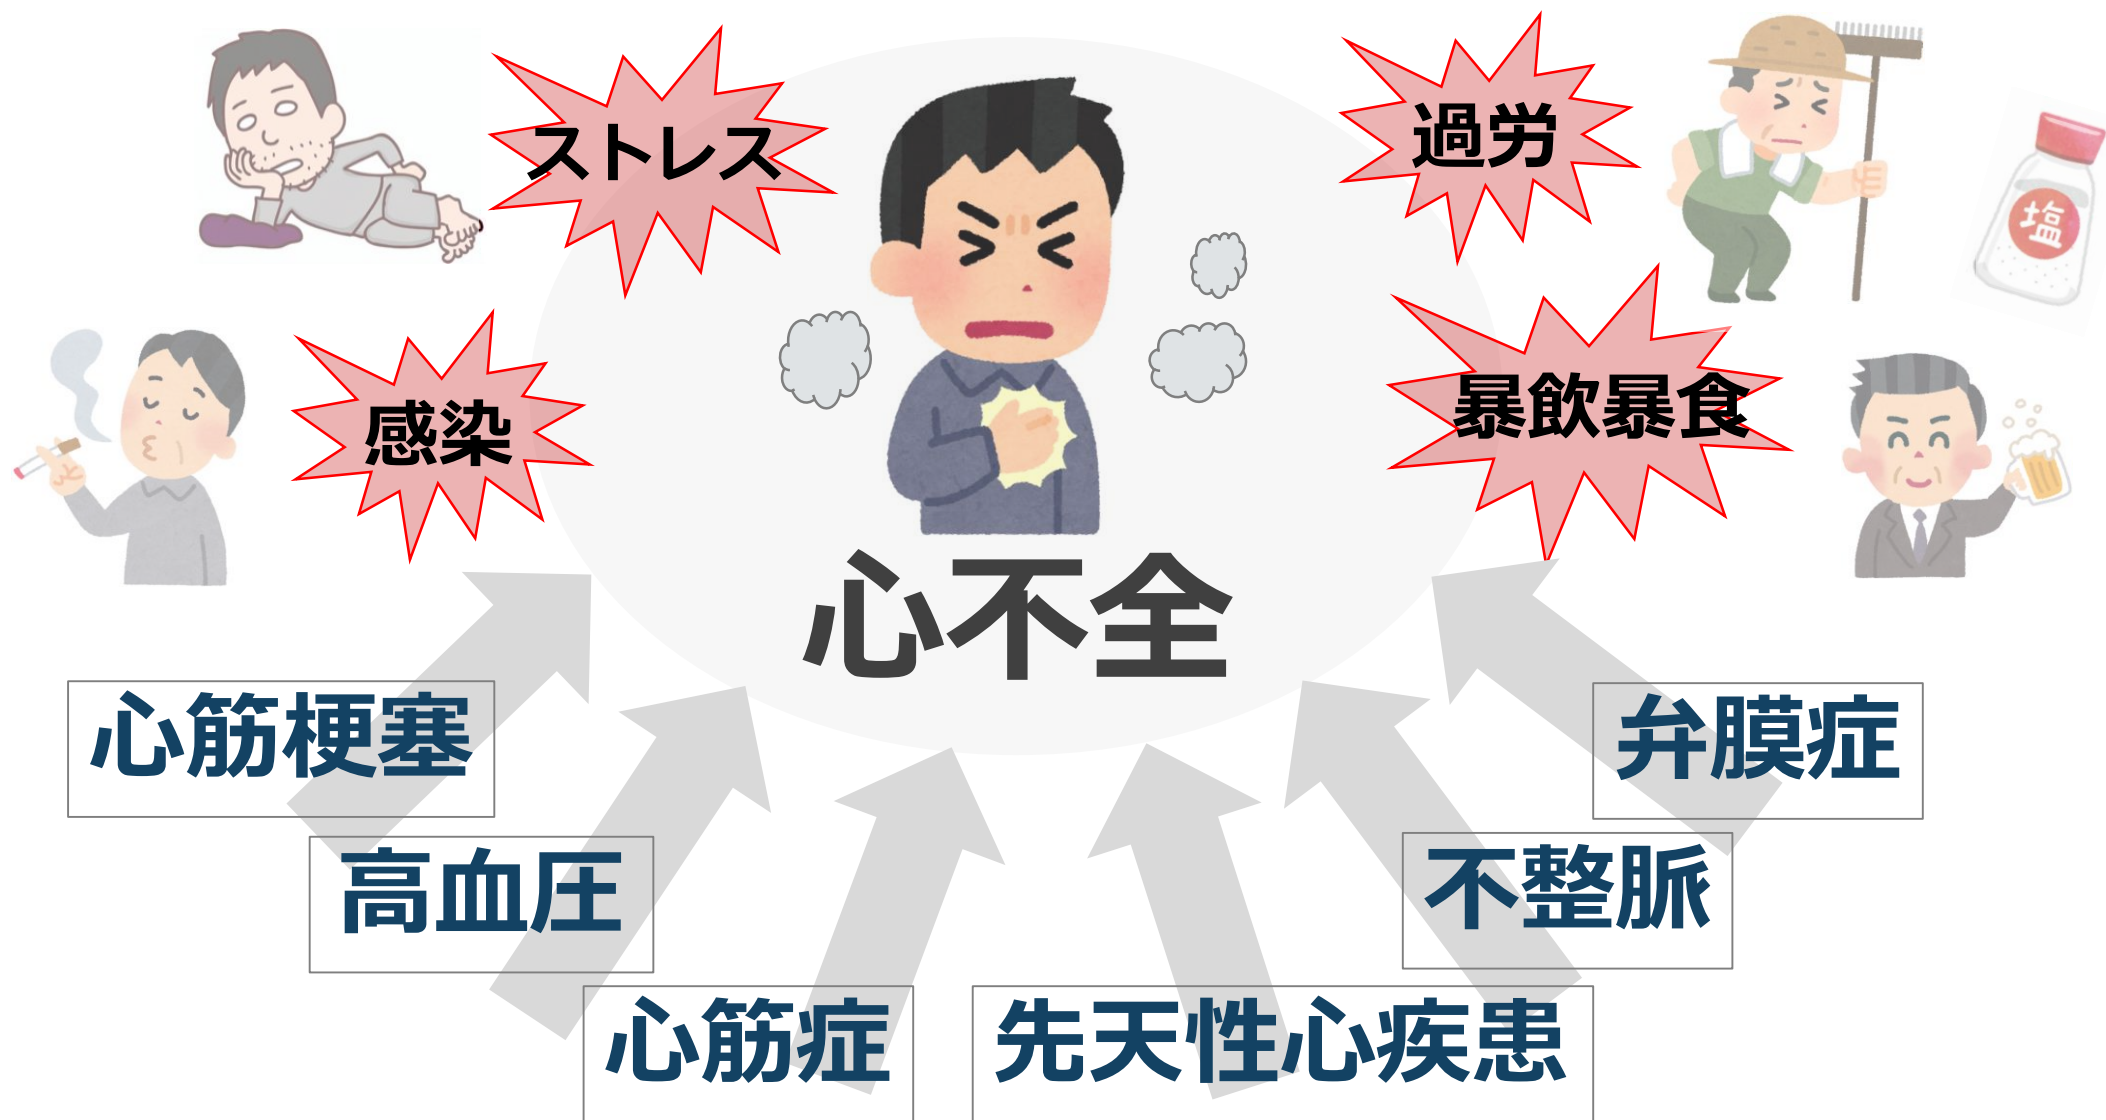 ストレス
過労
塩
感染
暴飲暴食
心不全
心筋梗塞
弁膜症
高血圧
不整脈
心筋症
先天性心疾患